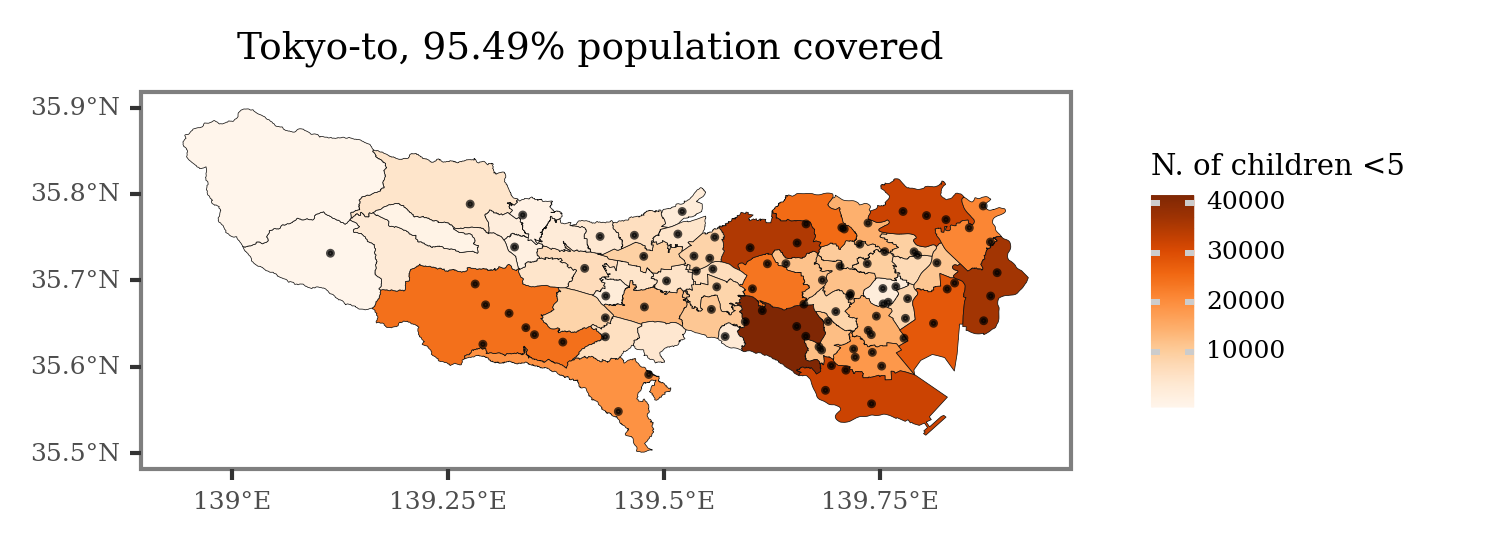 Tokyo-to, 95.49% population covered
35.9°N
35.8°N
35.7°N
35.6°N
35.5°N
139°E
139.25°E
139.5°E
139.75°E
N. of children <5
40000
30000
20000
10000